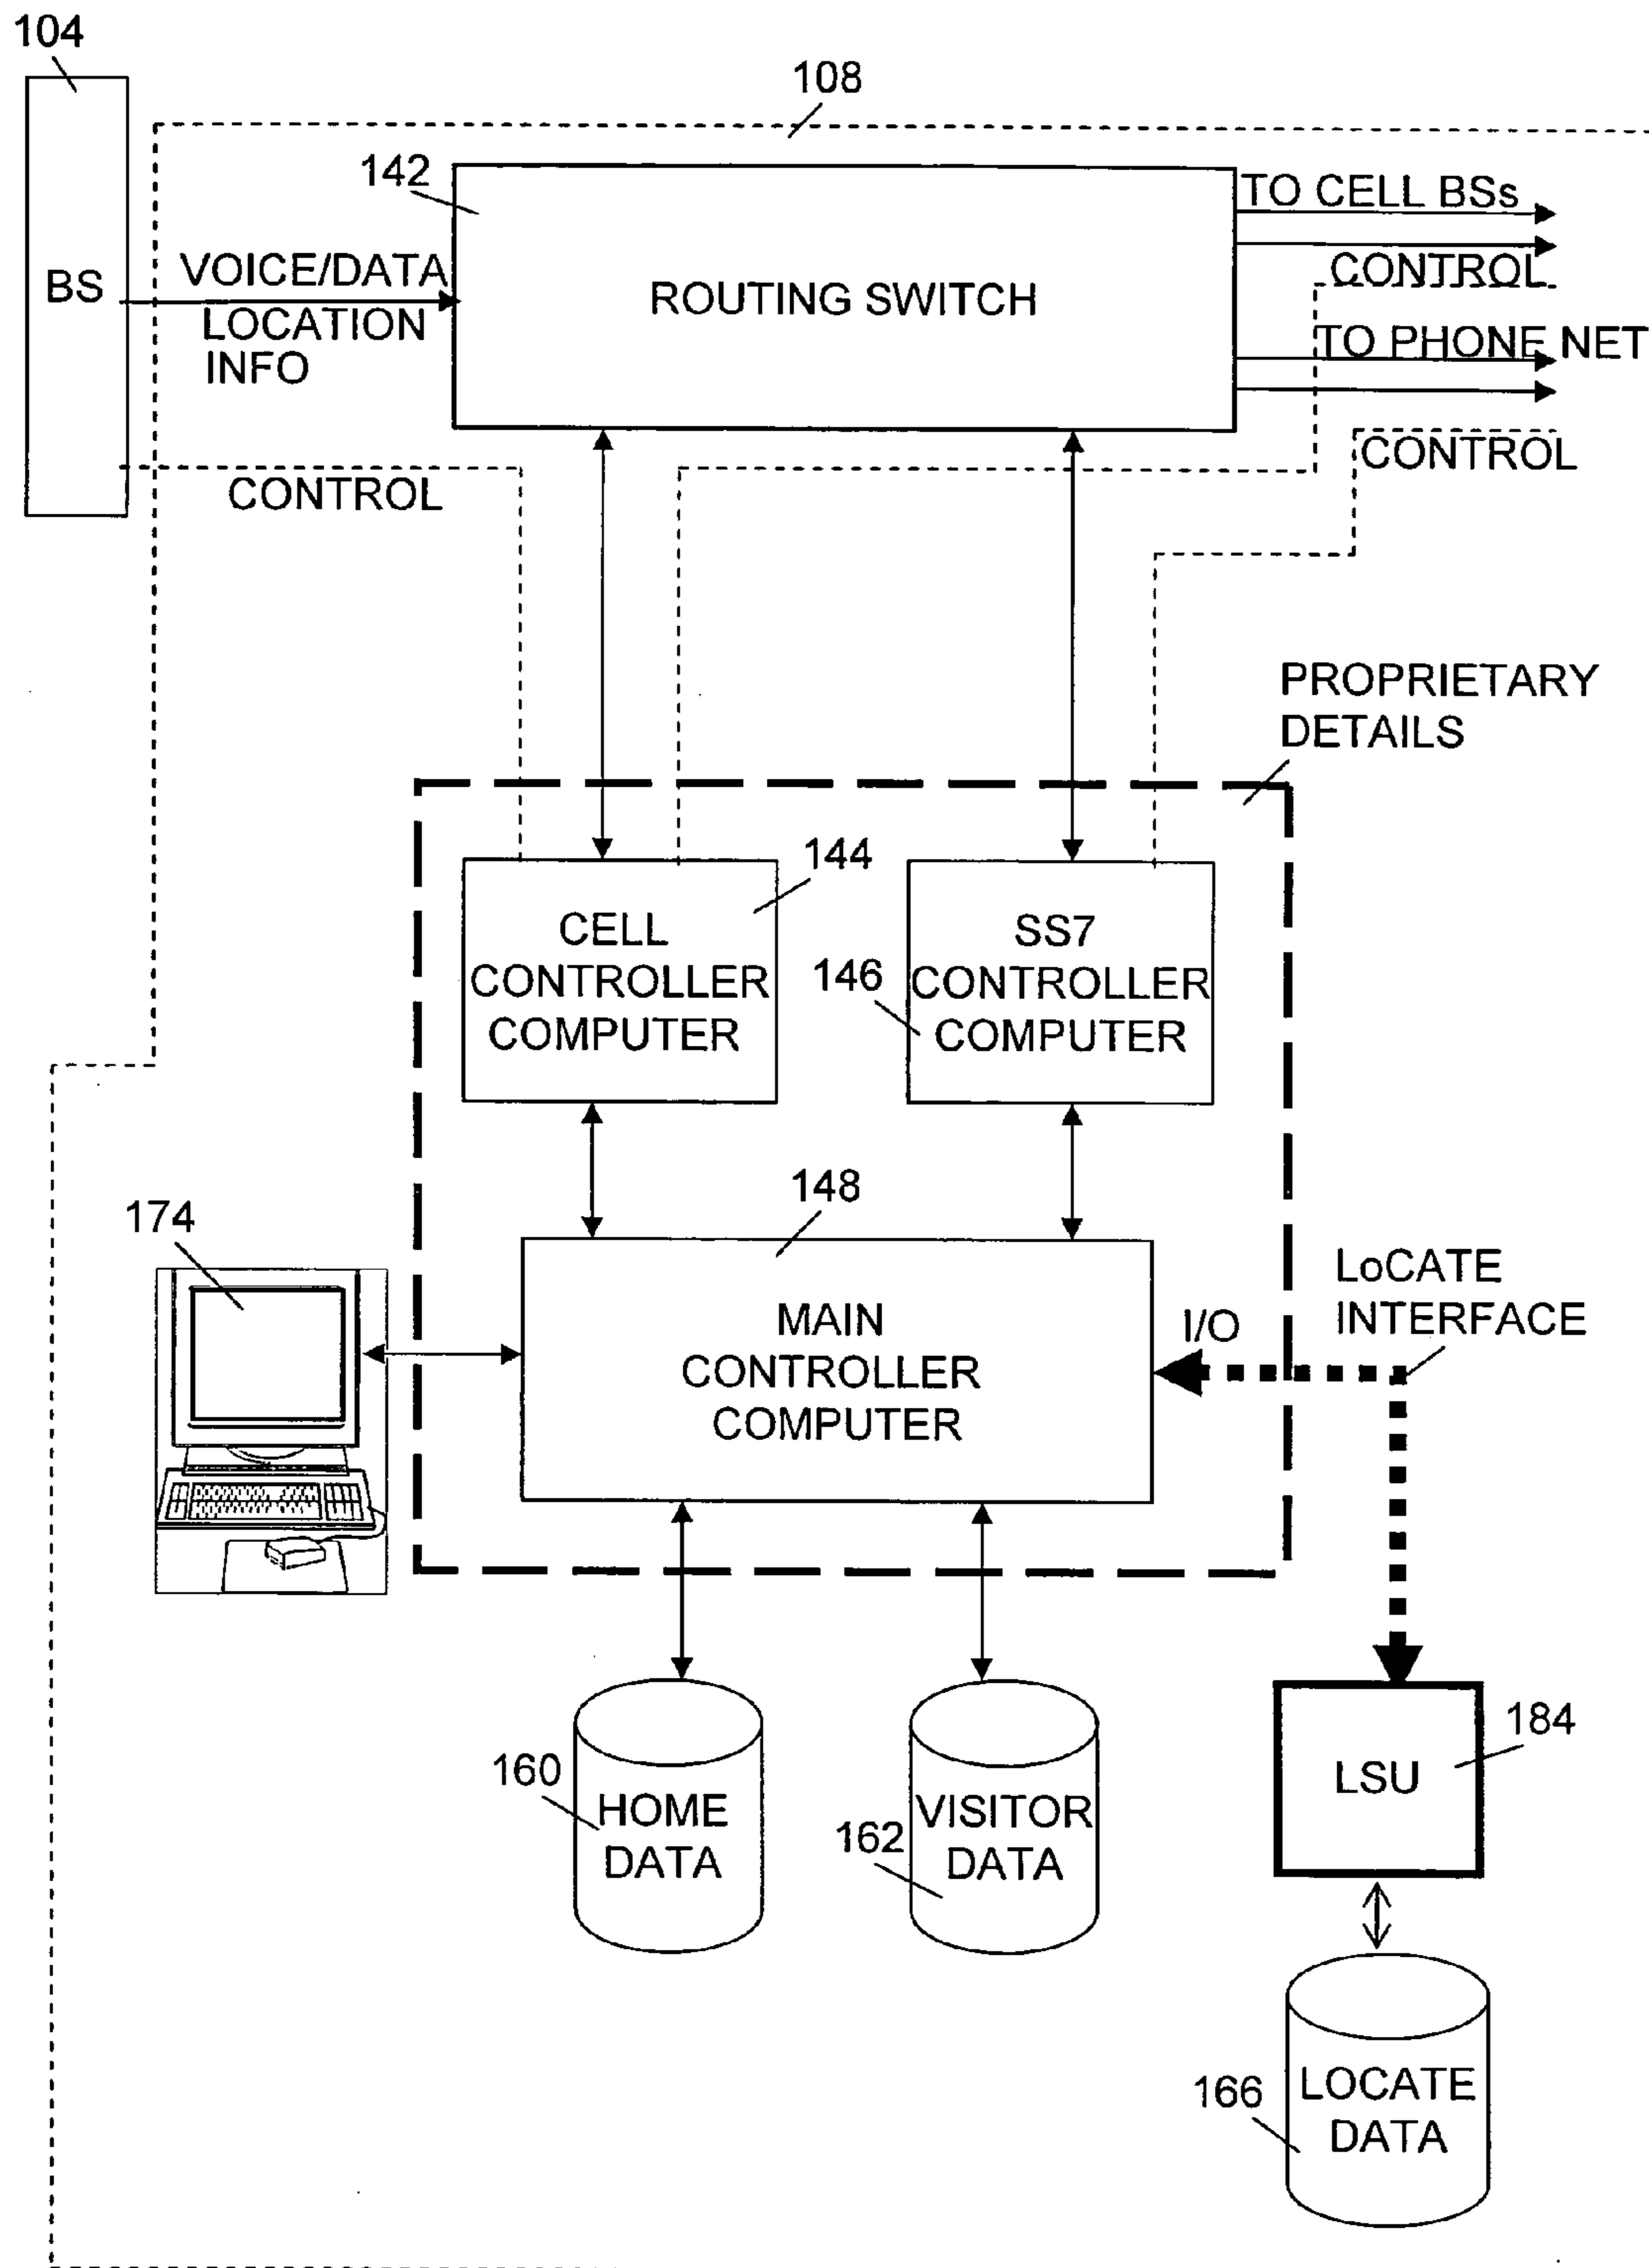 104
108
142
TO CELL BSs
BS
VOICE/DATA
LOCATION
INFO
ROUTING SWITCH
CONTROL
TO PHONE NET
CONTROL
CONTROL
PROPRIETARY
DETAILS
144
CELL
CONTROLLER
COMPUTER
146
SS7
CONTROLLER
COMPUTER
148
174
MAIN
CONTROLLER
COMPUTER
I/O
LoCATE
INTERFACE
160
HOME
DATA
162
VISITOR
DATA
184
LSU
166
LOCATE
DATA